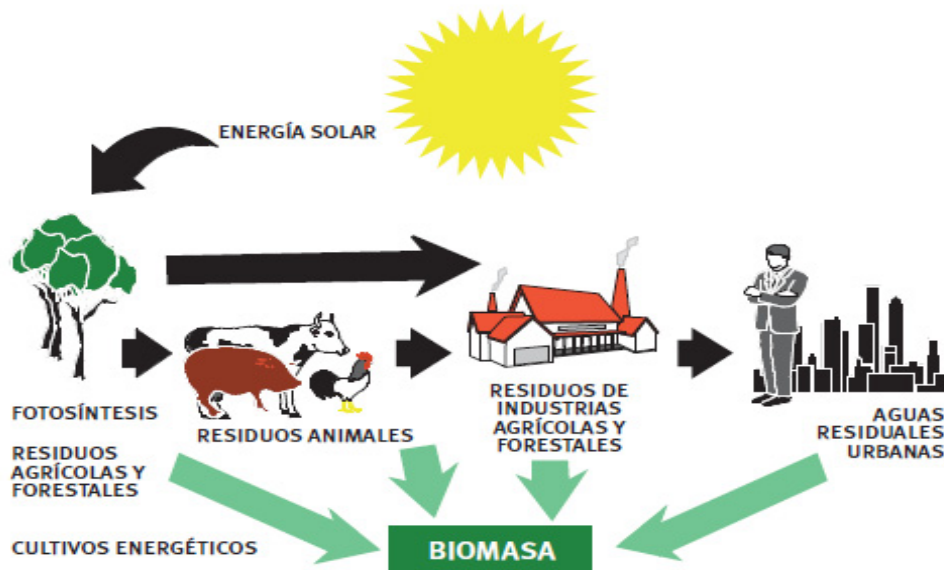 ENERGÍA SOLAR
FOTOSÍNTESIS
RESIDUOS
AGRÍCOLAS Y
FORESTALES
CULTIVOS ENERGÉTICOS
RESIDUOS ANIMALES
RESIDUOS DE
INDUSTRIAS
AGRÍCOLAS Y
FORESTALES
AGUAS
RESIDUALES
URBANAS
BIOMASA